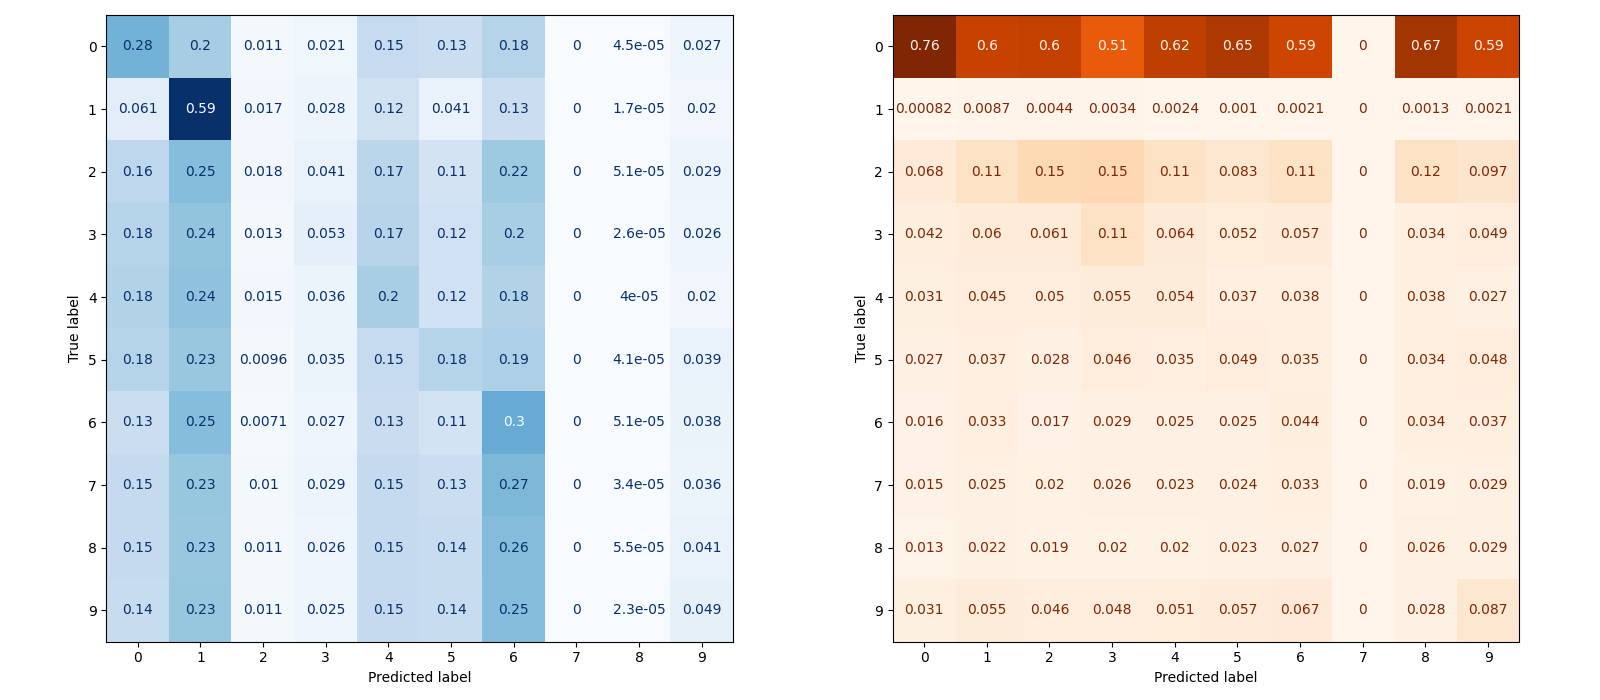 0 0.28 0.2 0.011 0.021 0.15 0.13 0.18 0 4.5e-05 0.027
1 0.061 0.59 0.017 0.028 0.12 0.041 0.13 0 1.7e-05 0.02
2 0.16 0.25 0.018 0.041 0.17 0.11 0.22 0 5.1e-05 0.029
3 0.18 0.24 0.013 0.053 0.17 0.12 0.2 0 2.6e-05 0.026
4 0.18 0.24 0.015 0.036 0.2 0.12 0.18 0 4e-05 0.02
5 0.18 0.23 0.0096 0.035 0.15 0.18 0.19 0 4.1e-05 0.039
6 0.13 0.25 0.0071 0.027 0.13 0.11 0.3 0 5.1e-05 0.038
7 0.15 0.23 0.01 0.029 0.15 0.13 0.27 0 3.4e-05 0.036
8 0.15 0.23 0.011 0.026 0.15 0.14 0.26 0 5.5e-05 0.041
9 0.14 0.23 0.011 0.025 0.15 0.14 0.25 0 2.3e-05 0.049
0 1 2 3 4 5 6 7 8 9
Predicted label
True label
0 0.76 0.6 0.6 0.51 0.62 0.65 0.59 0 0.67 0.59
1 0.00082 0.0087 0.0044 0.0034 0.0024 0.001 0.0021 0 0.0013 0.0021
2 0.068 0.11 0.15 0.15 0.11 0.083 0.11 0 0.12 0.097
3 0.042 0.06 0.061 0.11 0.064 0.052 0.057 0 0.034 0.049
4 0.031 0.045 0.05 0.055 0.054 0.037 0.038 0 0.038 0.027
5 0.027 0.037 0.028 0.046 0.035 0.049 0.035 0 0.034 0.048
6 0.016 0.033 0.017 0.029 0.025 0.025 0.044 0 0.034 0.037
7 0.015 0.025 0.02 0.026 0.023 0.024 0.033 0 0.019 0.029
8 0.013 0.022 0.019 0.02 0.02 0.023 0.027 0 0.026 0.029
9 0.031 0.055 0.046 0.048 0.051 0.057 0.067 0 0.028 0.087
0 1 2 3 4 5 6 7 8 9
Predicted label
True label